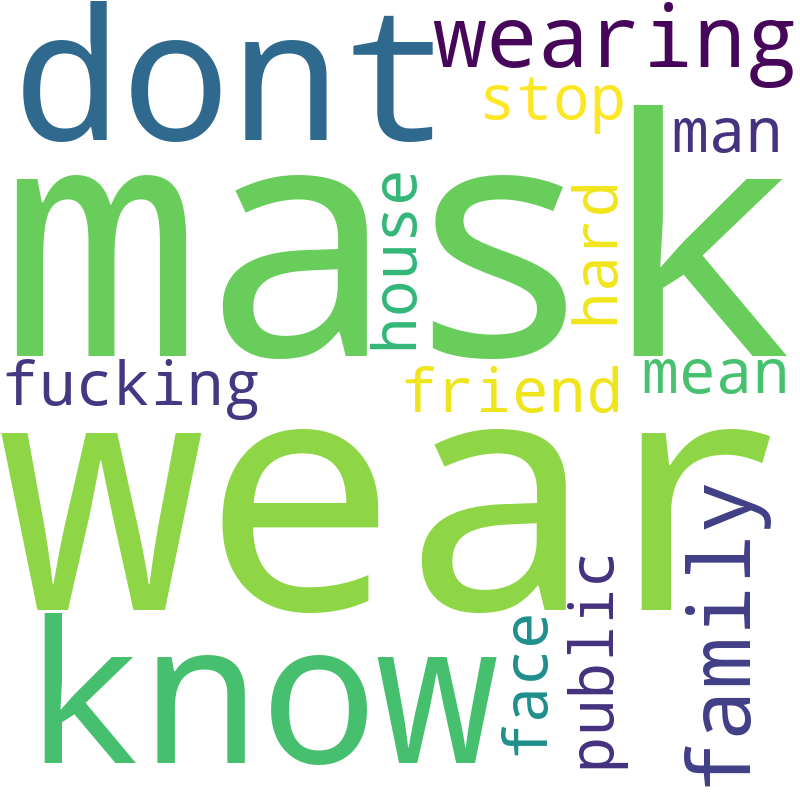 dont
wearing
stop
man
mask
house
hard
fucking
friend
mean
wear
know
face
public
family